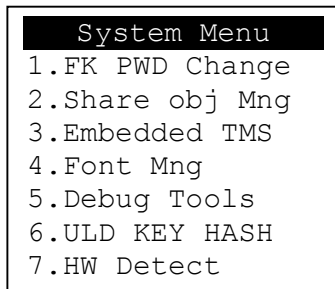 System Menu
1.FK PWD Change
2.Share obj Mng
3.Embedded TMS
4.Font Mng
5.Debug Tools
6.ULD KEY HASH
7.HW Detect